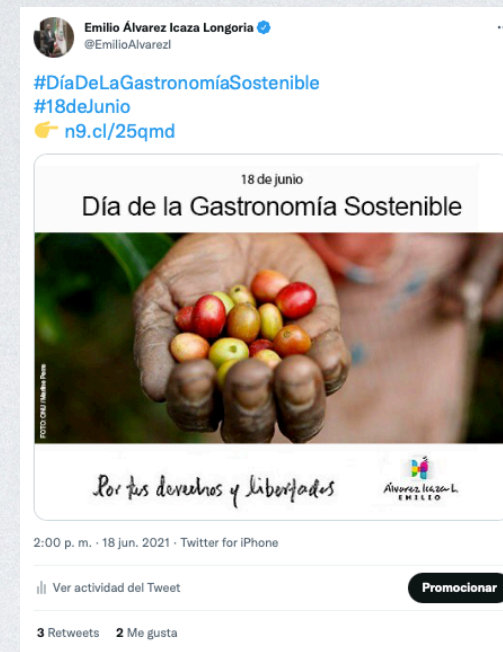 Emilio Álvarez Icaza Longoria
@EmilioAlvarezI
#DíaDeLaGastronomíaSostenible
#18deJunio
👉 n9.cl/25qmd
18 de junio
Día de la Gastronomía Sostenible
FOTO ONU / Martine Perret
Por tus derechos y libertades
Álvarez Icaza L.
EMILIO
2:00 p. m. · 18 jun. 2021 · Twitter for iPhone
Ver actividad del Tweet
Promocionar
3 Retweets 2 Me gusta